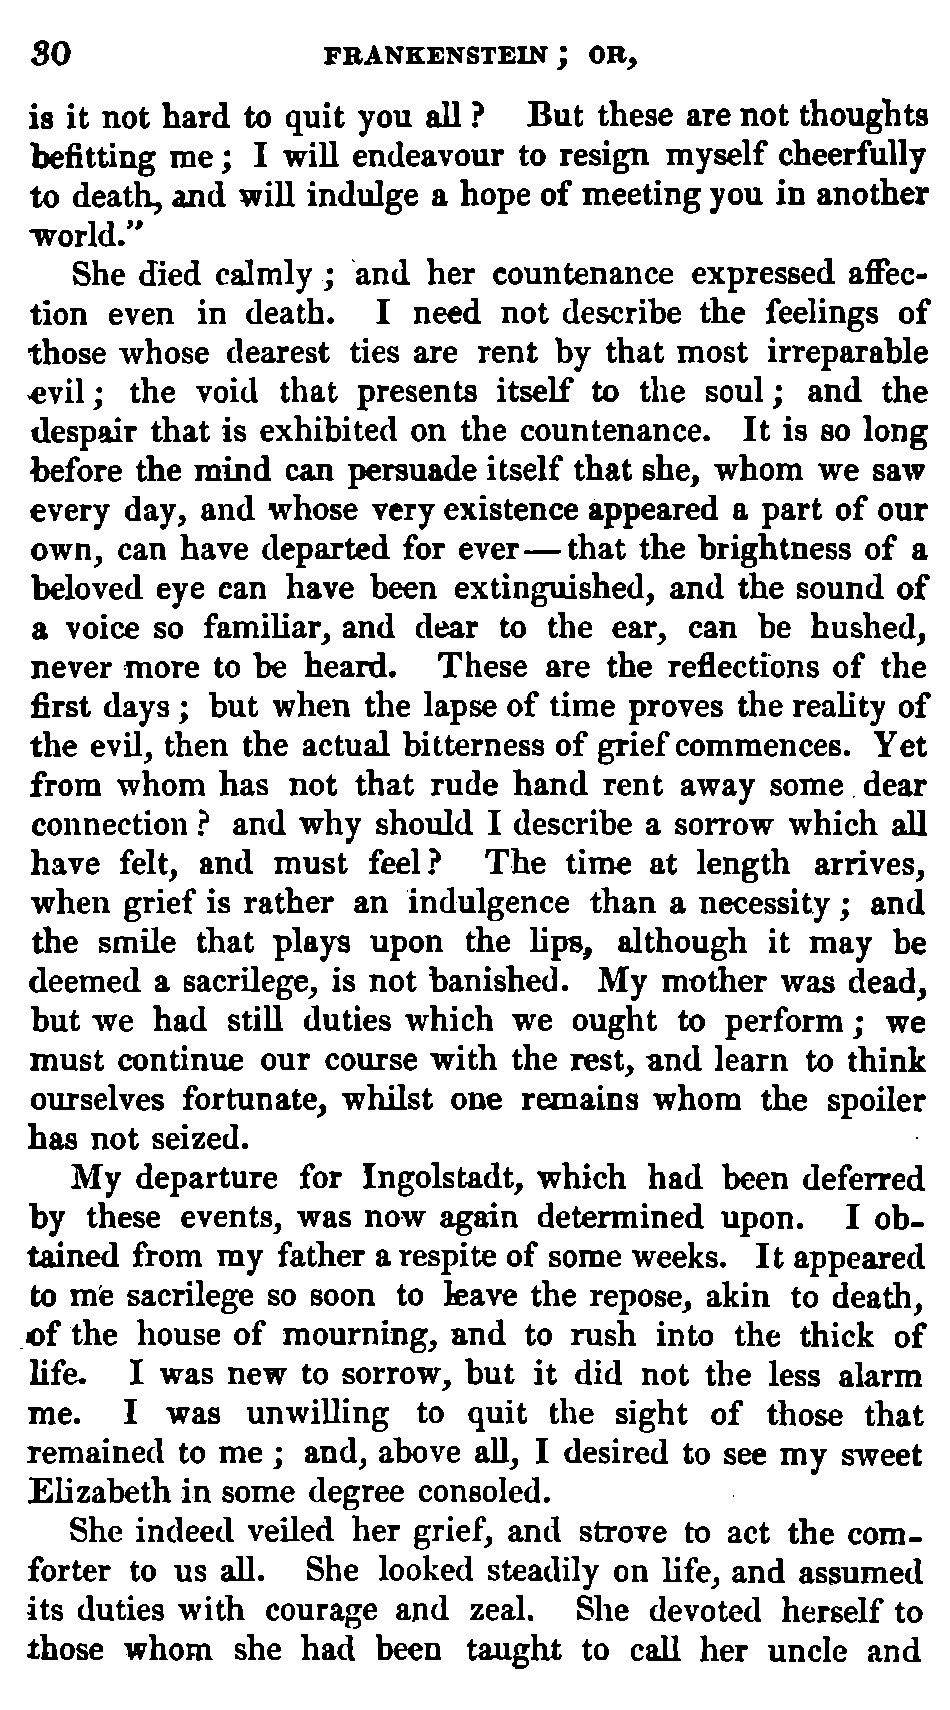 30 FRANKENSTEIN; OR,
is it not hard to quit you all? But these are not thoughts
befitting me; I will endeavour to resign myself cheerfully
to death, and will indulge a hope of meeting you in another
world."
She died calmly; and her countenance expressed affec-
tion even in death. I need not describe the feelings of
those whose dearest ties are rent by that most irreparable
evil; the void that presents itself to the soul; and the
despair that is exhibited on the countenance. It is so long
before the mind can persuade itself that she, whom we saw
every day, and whose very existence appeared a part of our
own, can have departed for ever—that the brightness of a
beloved eye can have been extinguished, and the sound of
a voice so familiar, and dear to the ear, can be hushed,
never more to be heard. These are the reflections of the
first days; but when the lapse of time proves the reality of
the evil, then the actual bitterness of grief commences. Yet
from whom has not that rude hand rent away some dear
connection? and why should I describe a sorrow which all
have felt, and must feel? The time at length arrives,
when grief is rather an indulgence than a necessity; and
the smile that plays upon the lips, although it may be
deemed a sacrilege, is not banished. My mother was dead,
but we had still duties which we ought to perform; we
must continue our course with the rest, and learn to think
ourselves fortunate, whilst one remains whom the spoiler
has not seized.
My departure for Ingolstadt, which had been deferred
by these events, was now again determined upon. I ob-
tained from my father a respite of some weeks. It appeared
to me sacrilege so soon to leave the repose, akin to death,
of the house of mourning, and to rush into the thick of
life. I was new to sorrow, but it did not the less alarm
me. I was unwilling to quit the sight of those that
remained to me; and, above all, I desired to see my sweet
Elizabeth in some degree consoled.
She indeed veiled her grief, and strove to act the com-
forter to us all. She looked steadily on life, and assumed
its duties with courage and zeal. She devoted herself to
those whom she had been taught to call her uncle and